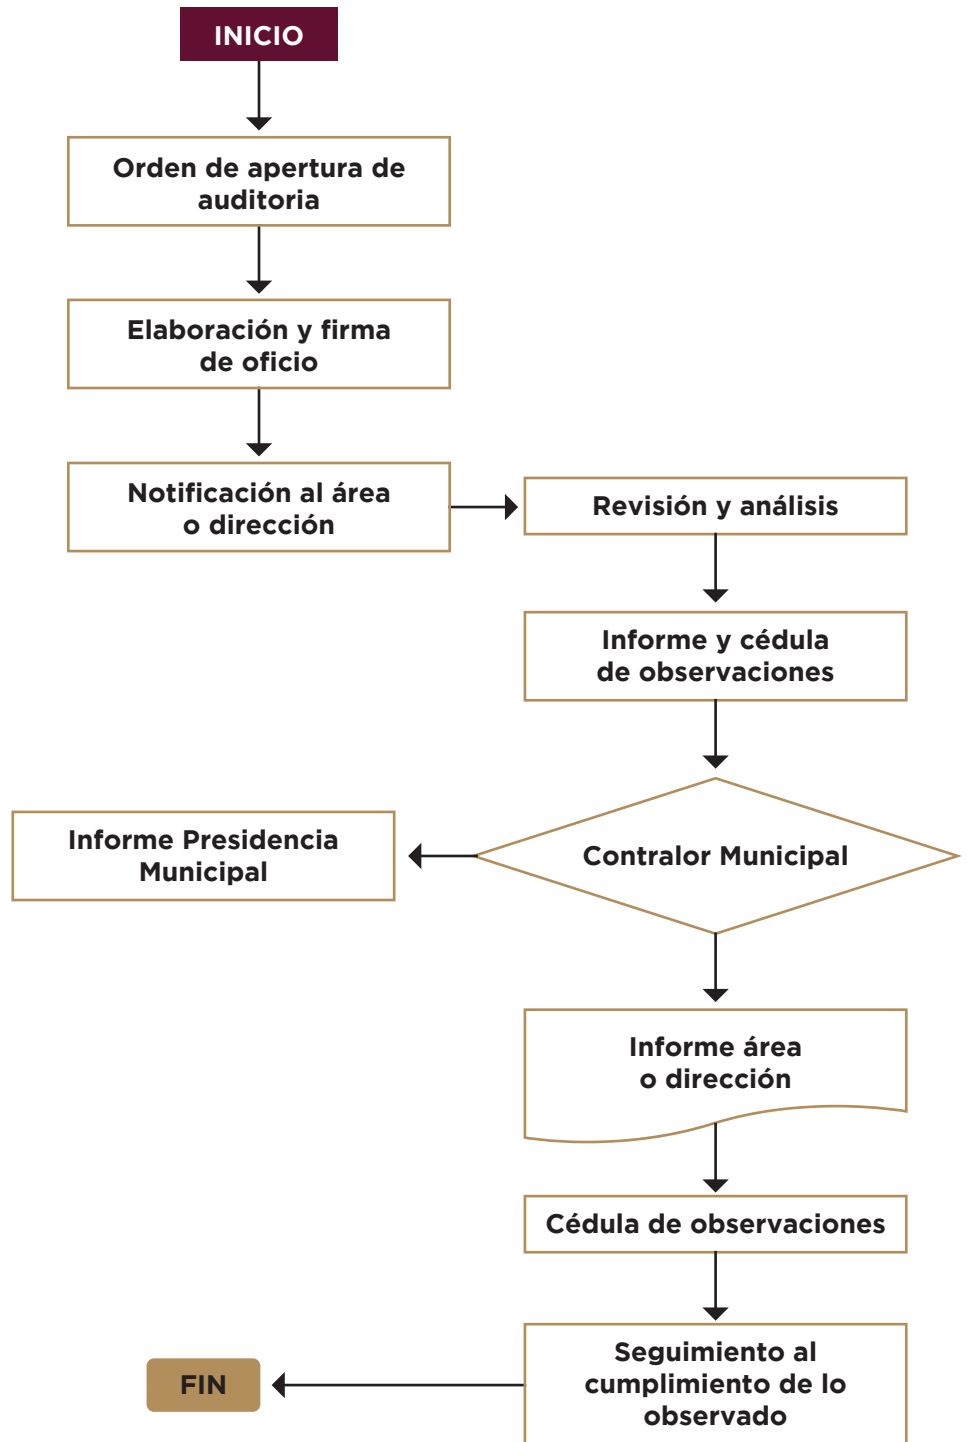 INICIO
Orden de apertura de
auditoria
Elaboración y firma
de oficio
Notificación al área
o dirección
Revisión y análisis
Informe y cédula
de observaciones
Contralor Municipal
Informe Presidencia
Municipal
Informe área
o dirección
Cédula de observaciones
Seguimiento al
cumplimiento de lo
observado
FIN